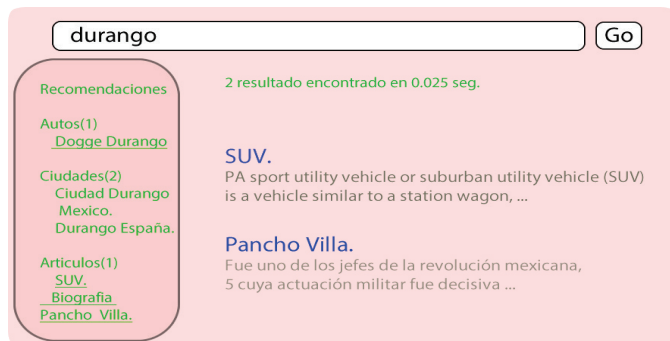 durango
Go
Recomendaciones
Autos(1)
Dogge Durango
Ciudades(2)
Ciudad Durango
Mexico.
Durango España.
Articulos(1)
SUV.
Biografia
Pancho Villa.
2 resultado encontrado en 0.025 seg.
SUV.
PA sport utility vehicle or suburban utility vehicle (SUV)
is a vehicle similar to a station wagon, ...
Pancho Villa.
Fue uno de los jefes de la revolución mexicana,
5 cuya actuación militar fue decisiva ...